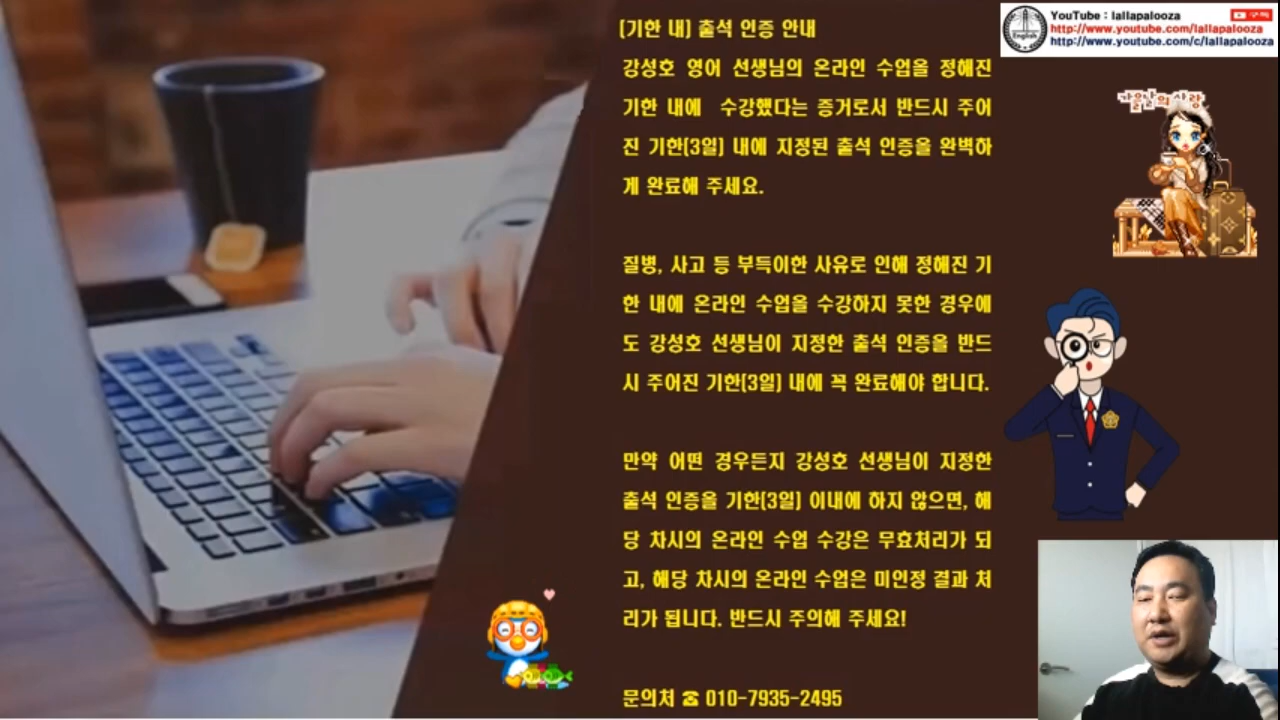 [기한 내] 출석 인증 안내
강성호 영어 선생님의 온라인 수업을 정해진
기한 내에 수강했다는 증거로서 반드시 주어
진 기한(3일) 내에 지정된 출석 인증을 완벽하
게 완료해 주세요.
질병, 사고 등 부득이한 사유로 인해 정해진 기
한 내에 온라인 수업을 수강하지 못한 경우에
도 강성호 선생님이 지정한 출석 인증을 반드
시 주어진 기한(3일) 내에 꼭 완료해야 합니다.
만약 어떤 경우든지 강성호 선생님이 지정한
출석 인증을 기한(3일) 이내에 하지 않으면, 해
당 차시의 온라인 수업 수강은 무효처리가 되
고, 해당 차시의 온라인 수업은 미인정 결과 처
리가 됩니다. 반드시 주의해 주세요!
문의처 ☎ 010-7935-2495
YouTube : lallapalooza
구독
http://www.youtube.com/lallapalooza
http://www.youtube.com/c/lallapalooza
English
가을날의 사랑